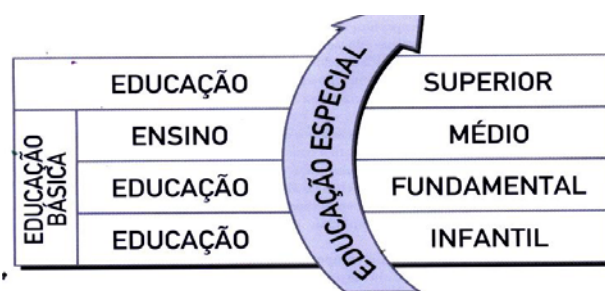 EDUCAÇÃO SUPERIOR
EDUCAÇÃO BÁSICA
ENSINO MÉDIO
EDUCAÇÃO FUNDAMENTAL
EDUCAÇÃO INFANTIL
EDUCAÇÃO ESPECIAL